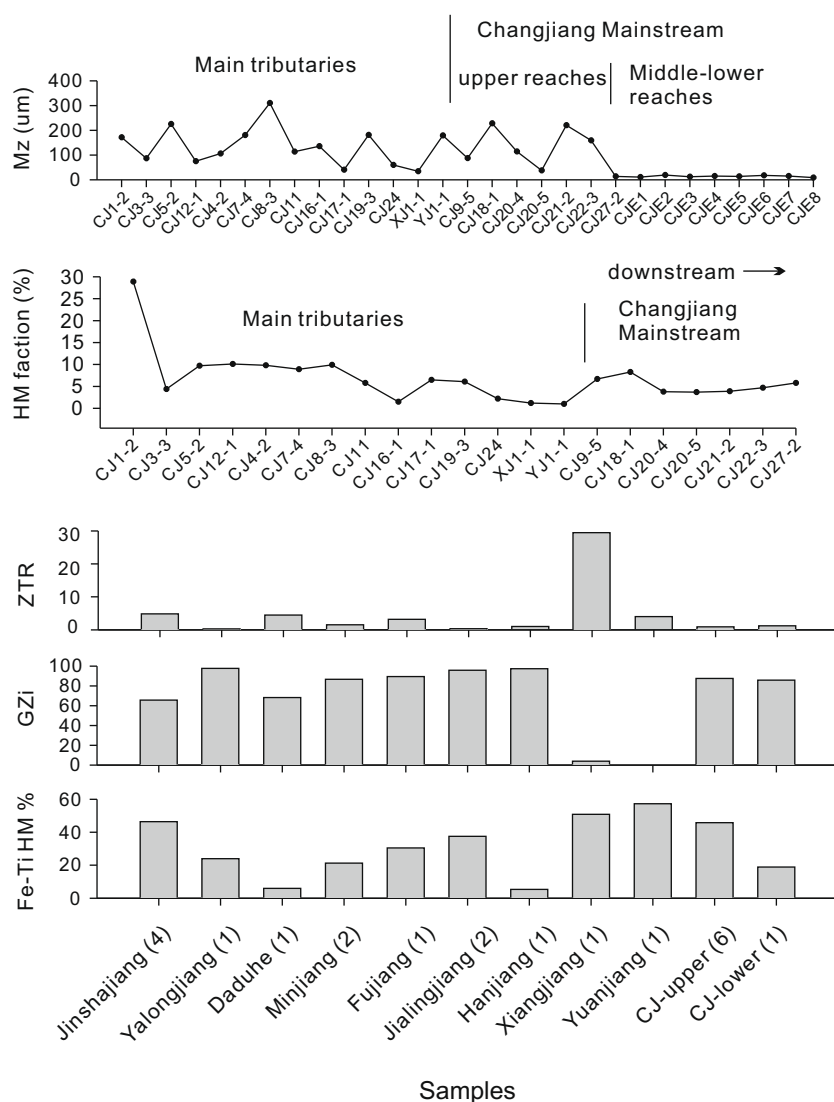 Changjiang Mainstream
Main tributaries
upper reaches
Middle-lower
reaches
Mz (um)
400
300
200
100
0
CJ1-2
CJ3-3
CJ5-2
CJ12-1
CJ4-2
CJ7-4
CJ8-3
CJ11
CJ16-1
CJ17-1
CJ19-3
CJ24
XJ1-1
YJ1-1
CJ9-5
CJ18-1
CJ20-4
CJ20-5
CJ21-2
CJ22-3
CJ27-2
CJE1
CJE2
CJE3
CJE4
CJE5
CJE6
CJE7
CJE8
HM faction (%)
30
25
20
15
10
5
0
downstream
Main tributaries
Changjiang
Mainstream
CJ1-2
CJ3-3
CJ5-2
CJ12-1
CJ4-2
CJ7-4
CJ8-3
CJ11
CJ16-1
CJ17-1
CJ19-3
CJ24
XJ1-1
YJ1-1
CJ9-5
CJ18-1
CJ20-4
CJ20-5
CJ21-2
CJ22-3
CJ27-2
ZTR
30
20
10
0
GZi
100
80
60
40
20
0
Fe-Ti HM %
60
40
20
0
Jinshajiang (4)
Yalongjiang (1)
Daduhe (1)
Minjiang (2)
Fujiang (1)
Jialingjiang (2)
Hanjiang (1)
Xiangjiang (1)
Yuanjiang (1)
CJ-upper (6)
CJ-lower (1)
Samples